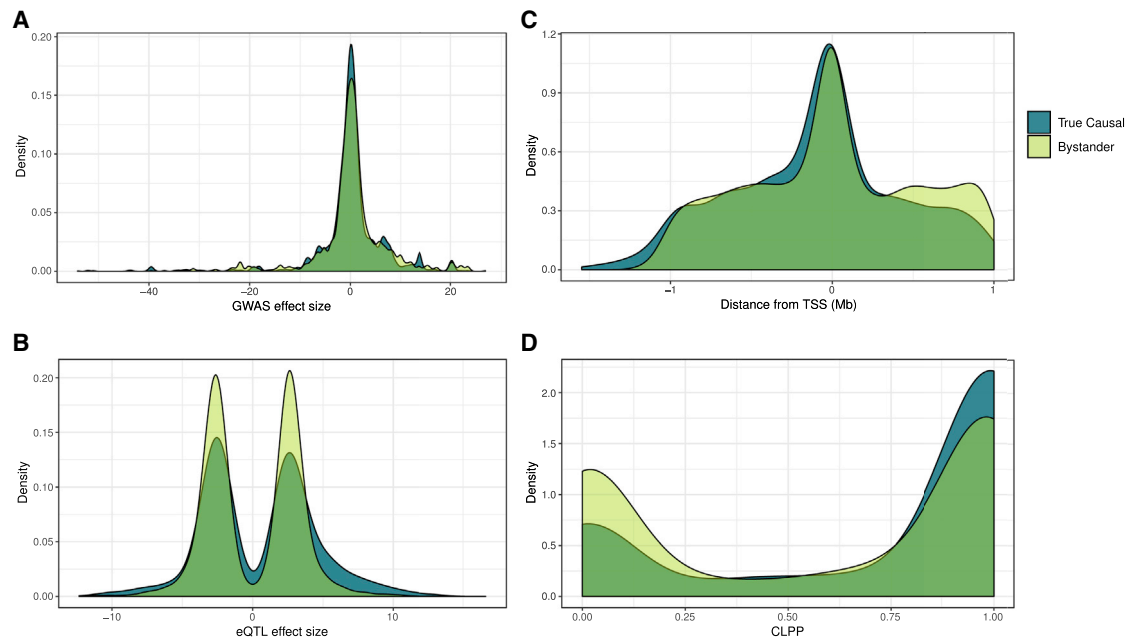 A
0.20
0.15
0.10
0.05
0.00
Density
−40
−20
0
20
GWAS effect size
C
1.2
0.9
0.6
0.3
0.0
Density
−1
0
1
Distance from TSS (Mb)
True Causal
Bystander
B
0.20
0.15
0.10
0.05
0.00
Density
−10
0
10
eQTL effect size
D
2.0
1.5
1.0
0.5
0.0
Density
0.00
0.25
0.50
0.75
1.00
CLPP